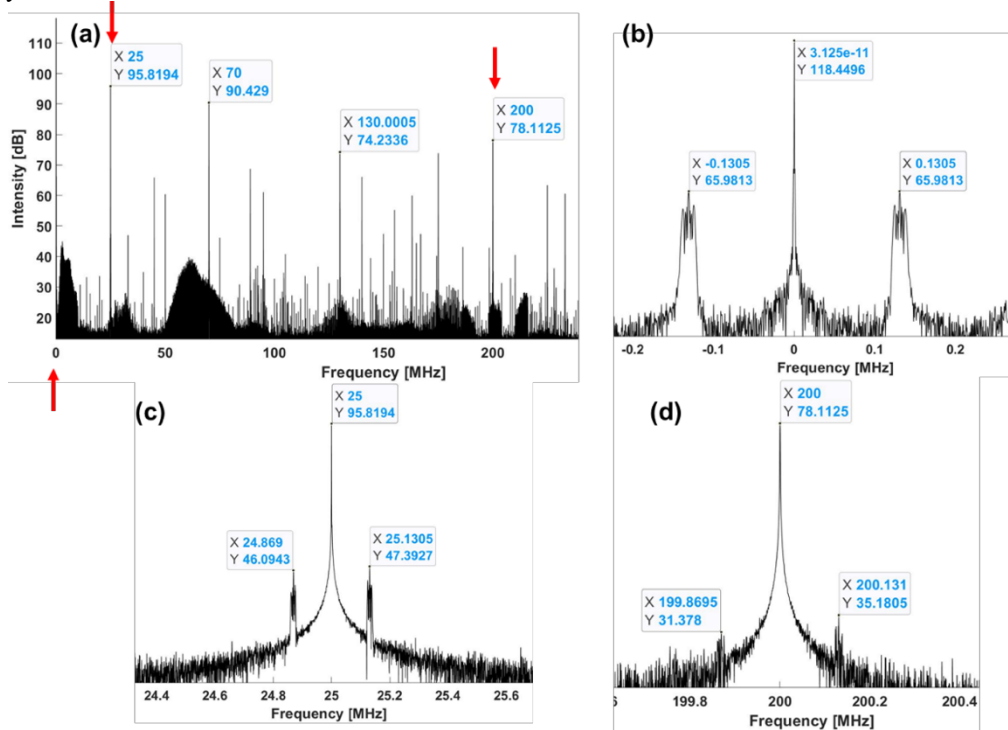 (a)
X 25
Y 95.8194
X 70
Y 90.429
X 130.0005
Y 74.2336
X 200
Y 78.1125
Intensity [dB]
110
100
90
80
70
60
50
40
30
20
0 50 100 150 200
Frequency [MHz]
(b)
X 3.125e-11
Y 118.4496
X -0.1305
Y 65.9813
X 0.1305
Y 65.9813
-0.2 -0.1 0 0.1 0.2
Frequency [MHz]
(c)
X 25
Y 95.8194
X 24.869
Y 46.0943
X 25.1305
Y 47.3927
24.4 24.6 24.8 25 25.2 25.4 25.6
Frequency [MHz]
(d)
X 200
Y 78.1125
X 199.8695
Y 31.378
X 200.131
Y 35.1805
199.8 200 200.2 200.4
Frequency [MHz]